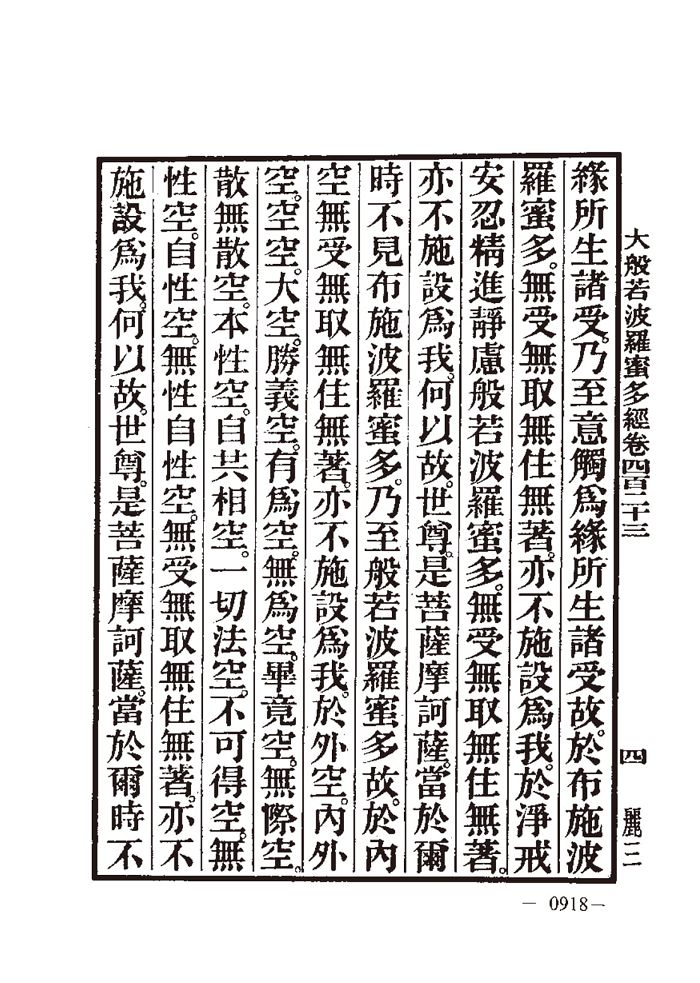 大般若波羅蜜多經卷四百二十三 四 麗三
緣所生諸受。乃至意觸爲緣所生諸受故。於布施波
羅蜜多。無受無取無住無著。亦不施設爲我。於淨戒
安忍精進靜慮般若波羅蜜多。無受無取無住無著。
亦不施設爲我。何以故。世尊。是菩薩摩訶薩。當於爾
時不見布施波羅蜜多。乃至般若波羅蜜多故。於內
空無受無取無住無著。亦不施設爲我。於外空。內外
空。空空。大空。勝義空。有爲空。無爲空。畢竟空。無際空。
散無散空。本性空。自共相空。一切法空。不可得空。無
性空。自性空。無性自性空。無受無取無住無著。亦不
施設爲我。何以故。世尊。是菩薩摩訶薩。當於爾時不
— 0918 —